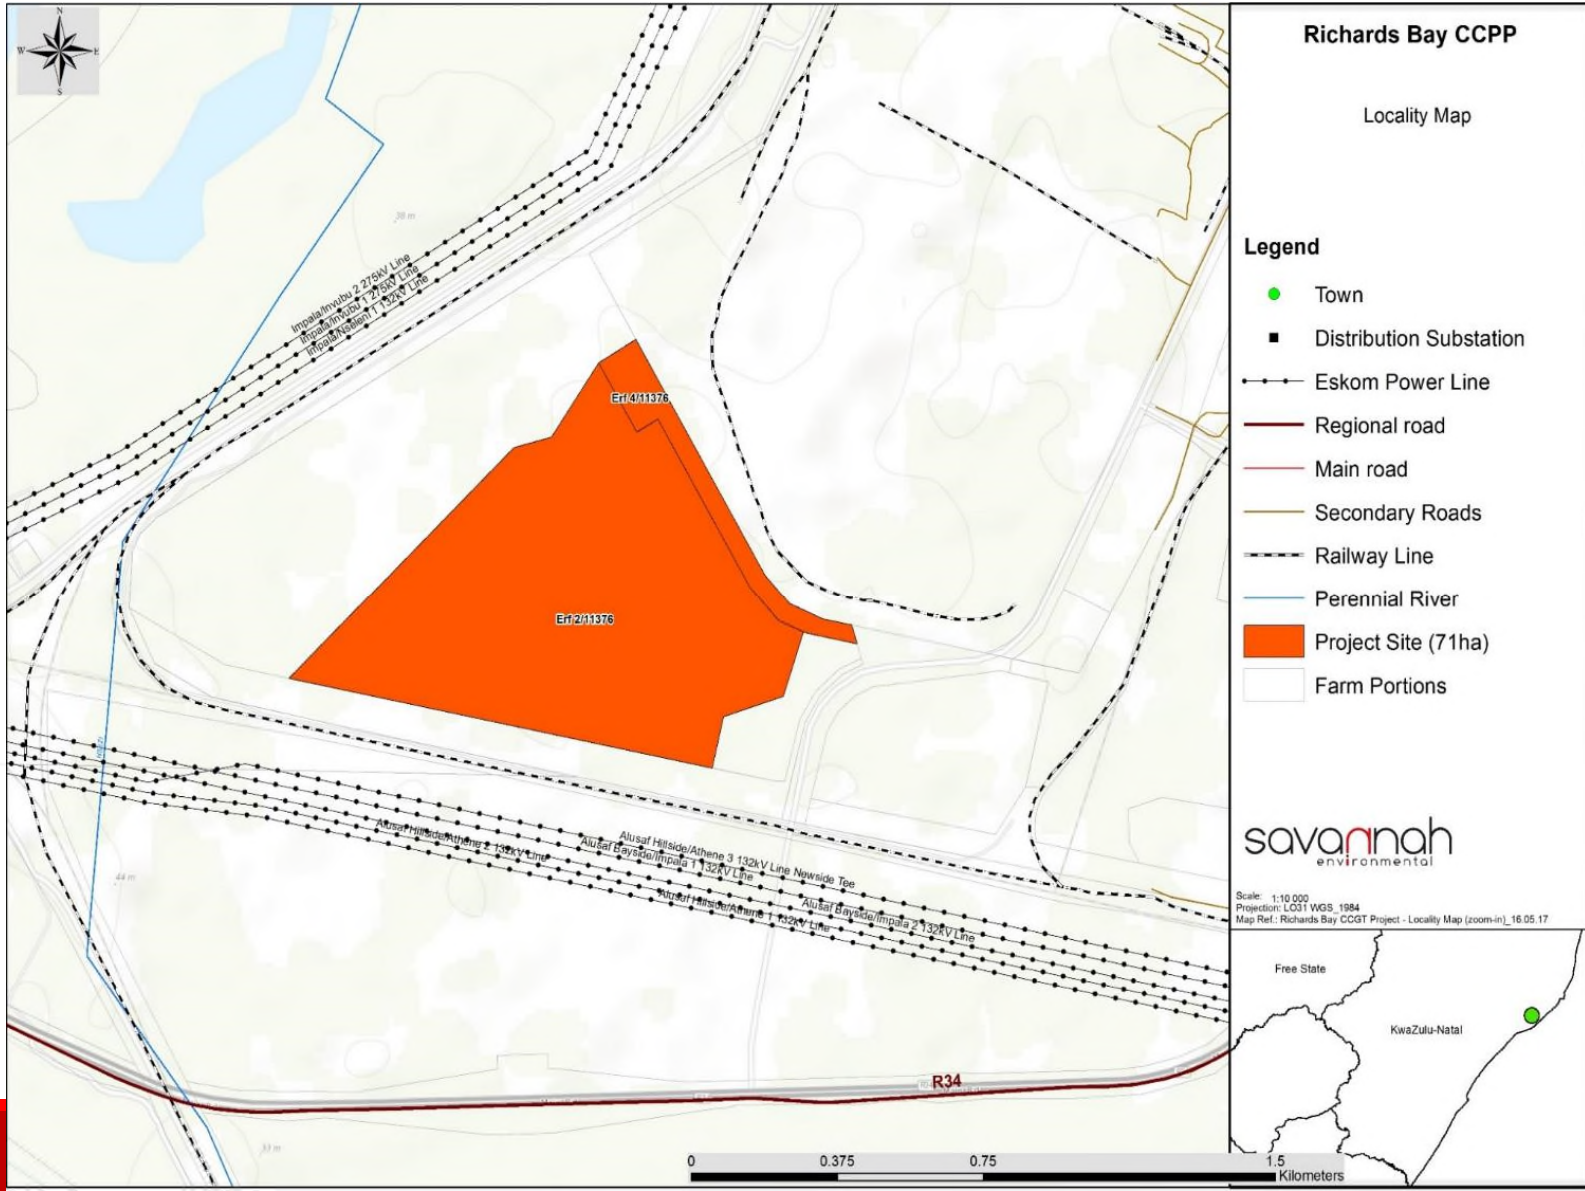 N
W
E
S
38 m
Impala/Invubu 2 275kV Line
Impala/Invubu 1 275kV Line
Impala/Nseleni 1 132kV Line
Erf 4/11376
Erf 2/11376
Alusaf Hillside/Athene 3 132kV Line Newside Tee
Alusaf Hillside/Athene 2 132kV Line
Alusaf Bayside/Impala 1 132kV Line
Alusaf Hillside/Athene 1 132kV Line
Alusaf Bayside/Impala 2 132kV Line
44 m
R34
33 m
0 0.375 0.75 1.5
Kilometers
Richards Bay CCPP
Locality Map
Legend
Town
Distribution Substation
Eskom Power Line
Regional road
Main road
Secondary Roads
Railway Line
Perennial River
Project Site (71ha)
Farm Portions
savannah
environmental
Scale: 1:10 000
Projection: LO31 WGS_1984
Map Ref.: Richards Bay CCGT Project - Locality Map (zoom-in)_16.05.17
Free State
KwaZulu-Natal